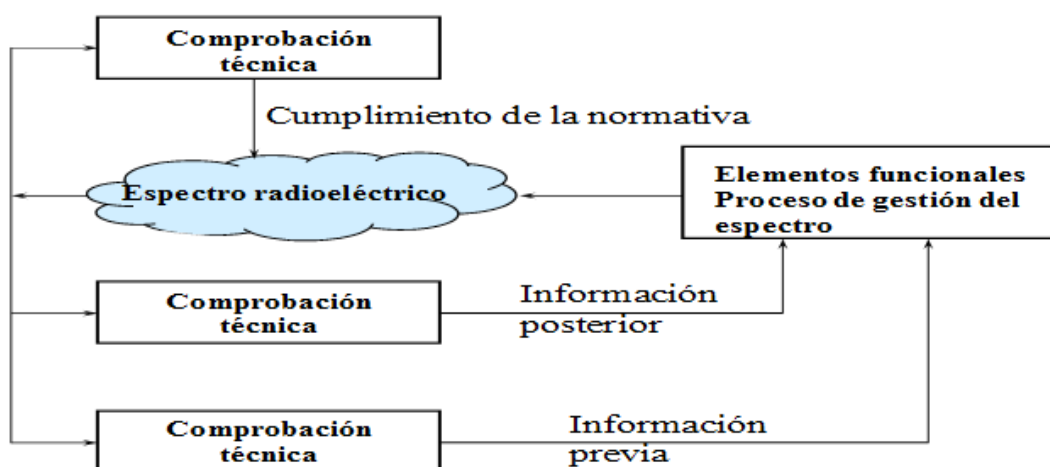 Comprobación
técnica
Cumplimiento de la normativa
Espectro radioeléctrico
Elementos funcionales
Proceso de gestión del
espectro
Comprobación
técnica
Información
posterior
Comprobación
técnica
Información
previa